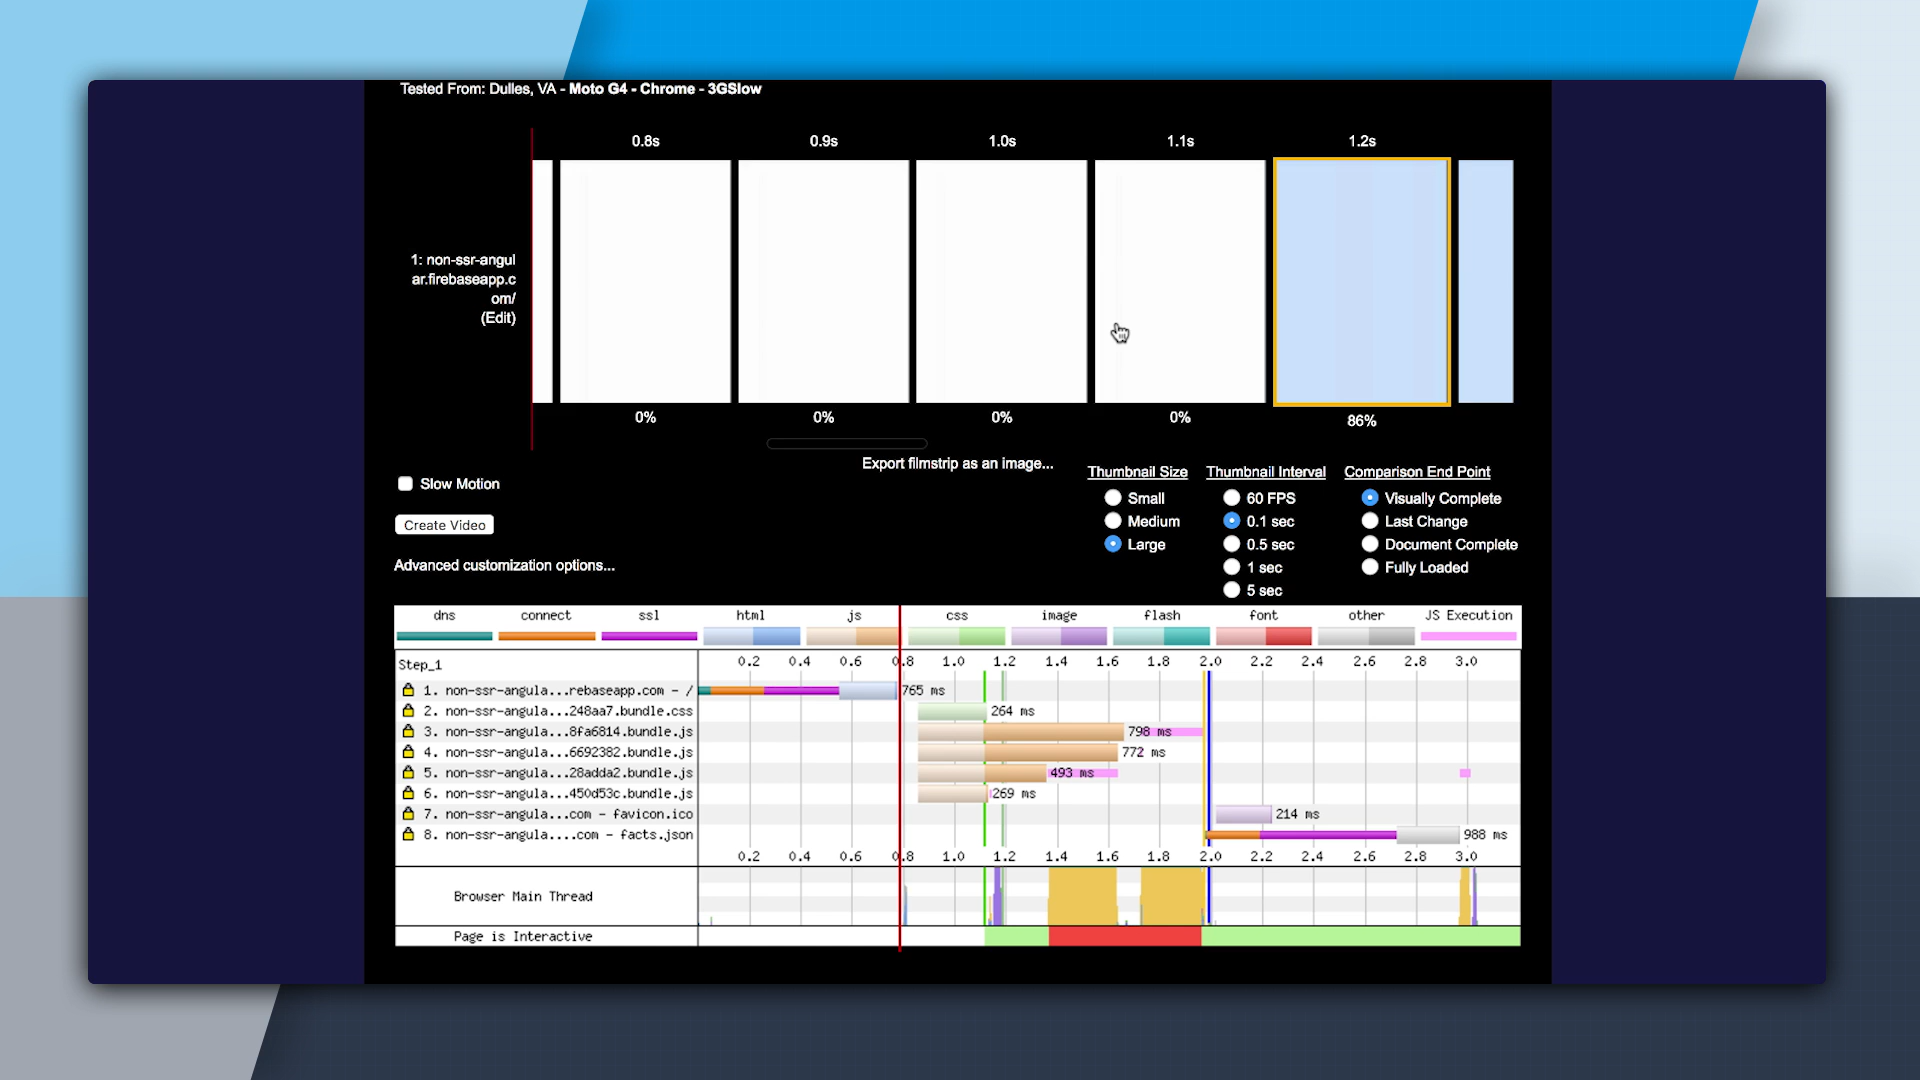 Tested From: Dulles, VA - Moto G4 - Chrome - 3GSlow
0.8s 0.9s 1.0s 1.1s 1.2s
1: non-ssr-angul
ar.firebaseapp.c
om/
(Edit)
0% 0% 0% 0% 86%
Export filmstrip as an image...
Slow Motion
Create Video
Advanced customization options...
Thumbnail Size
Small
Medium
Large
Thumbnail Interval
60 FPS
0.1 sec
0.5 sec
1 sec
5 sec
Comparison End Point
Visually Complete
Last Change
Document Complete
Fully Loaded
dns connect ssl html js css image flash font other JS Execution
Step_1 0.2 0.4 0.6 0.8 1.0 1.2 1.4 1.6 1.8 2.0 2.2 2.4 2.6 2.8 3.0
1. non-ssr-angula...rebaseapp.com - / 765 ms
2. non-ssr-angula...248aa7.bundle.css 264 ms
3. non-ssr-angula...8fa6814.bundle.js 798 ms
4. non-ssr-angula...6692382.bundle.js 772 ms
5. non-ssr-angula...28adda2.bundle.js 493 ms
6. non-ssr-angula...450d53c.bundle.js 269 ms
7. non-ssr-angula...com - favicon.ico 214 ms
8. non-ssr-angula....com - facts.json 988 ms
0.2 0.4 0.6 0.8 1.0 1.2 1.4 1.6 1.8 2.0 2.2 2.4 2.6 2.8 3.0
Browser Main Thread
Page is Interactive